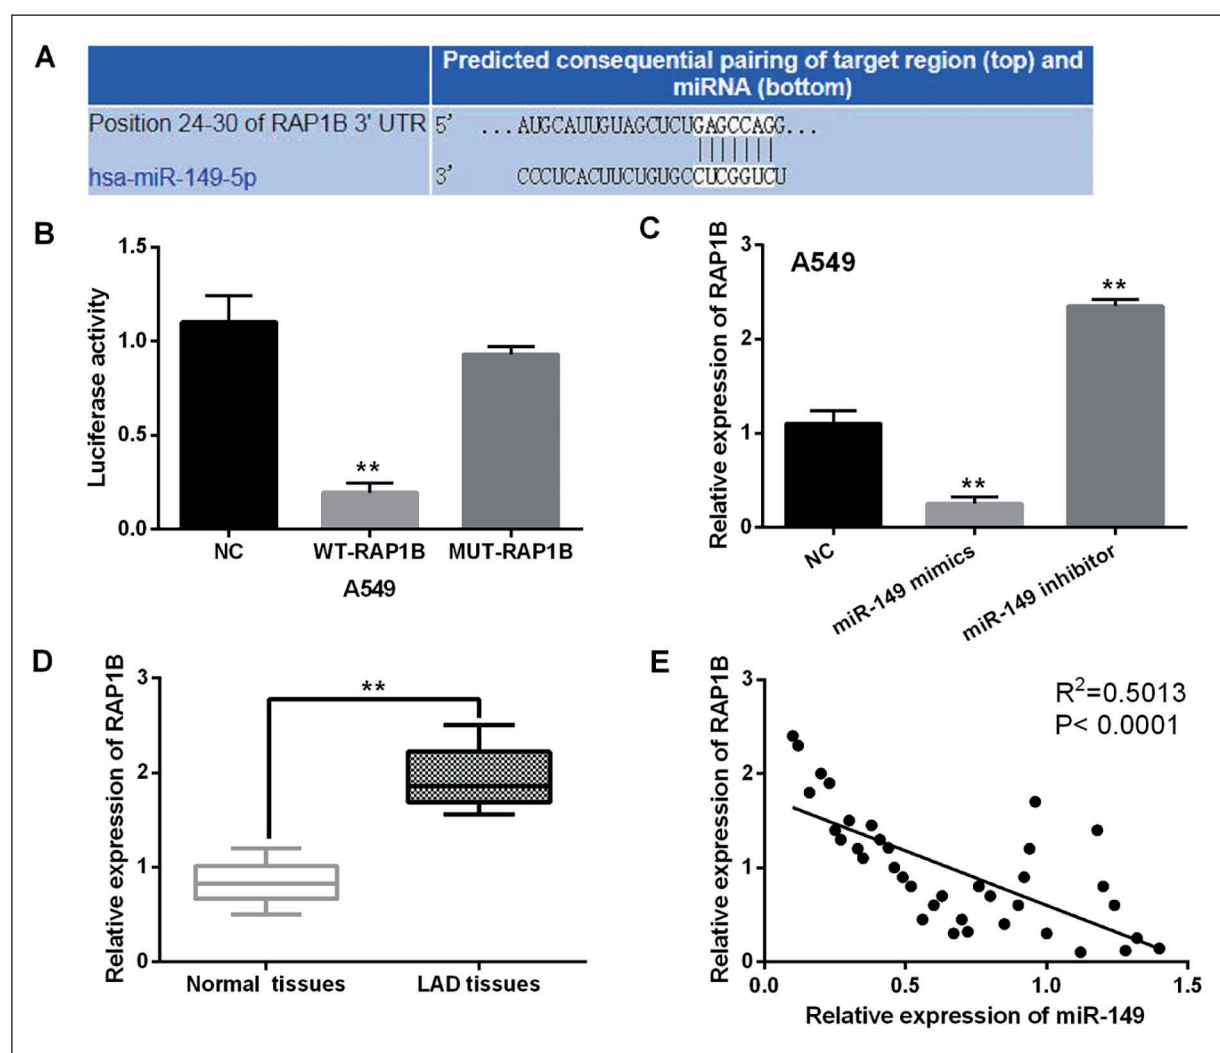 A
Predicted consequential pairing of target region (top) and
miRNA (bottom)
Position 24-30 of RAP1B 3' UTR 5' ...AUGCAUUGUAGCUCUGAGCCAGG...
hsa-miR-149-5p 3' CCCUCACUUCUGUGCCUCGGUCU
B
Luciferase activity
1.5
1.0
0.5
0.0
**
NC WT-RAP1B MUT-RAP1B
A549
C
Relative expression of RAP1B
3
2
1
0
A549
**
**
NC
miR-149 mimics
miR-149 inhibitor
D
Relative expression of RAP1B
3
2
1
0
**
Normal tissues LAD tissues
E
Relative expression of RAP1B
3
2
1
0
R²=0.5013
P< 0.0001
0.0 0.5 1.0 1.5
Relative expression of miR-149